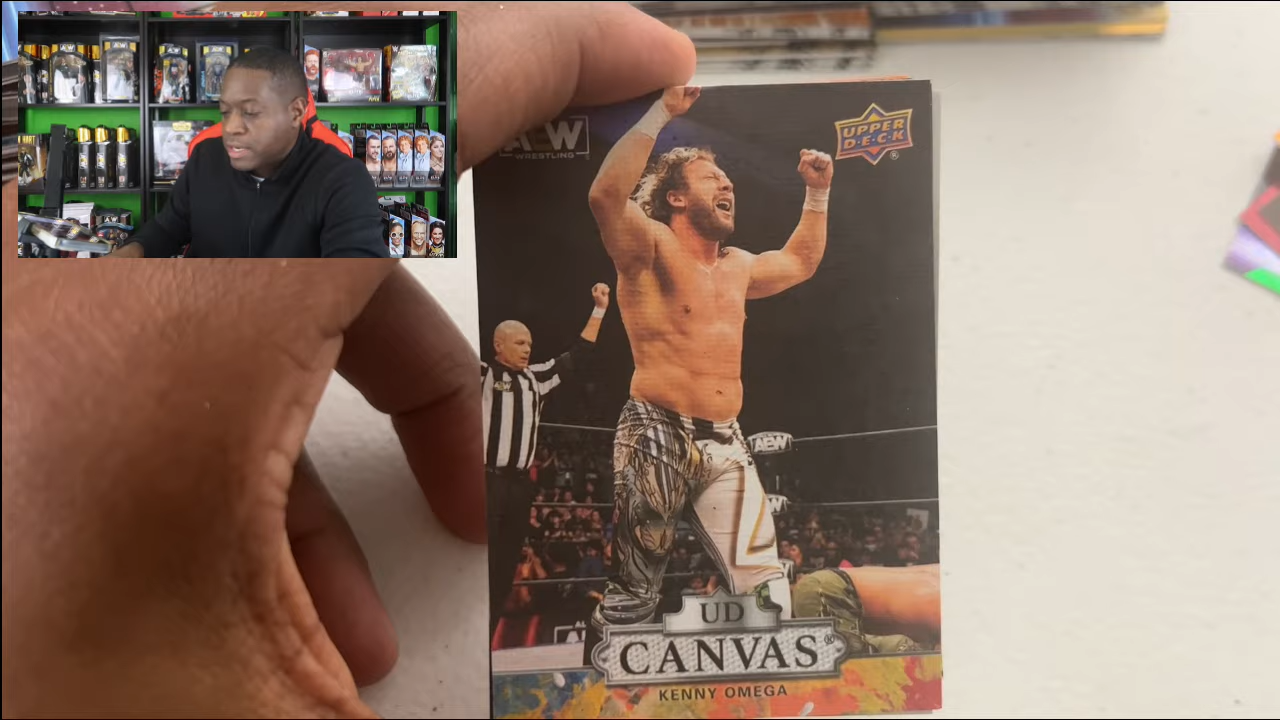 AEW
WRESTLING
UPPER
DECK
AEW
UD
CANVAS
KENNY OMEGA